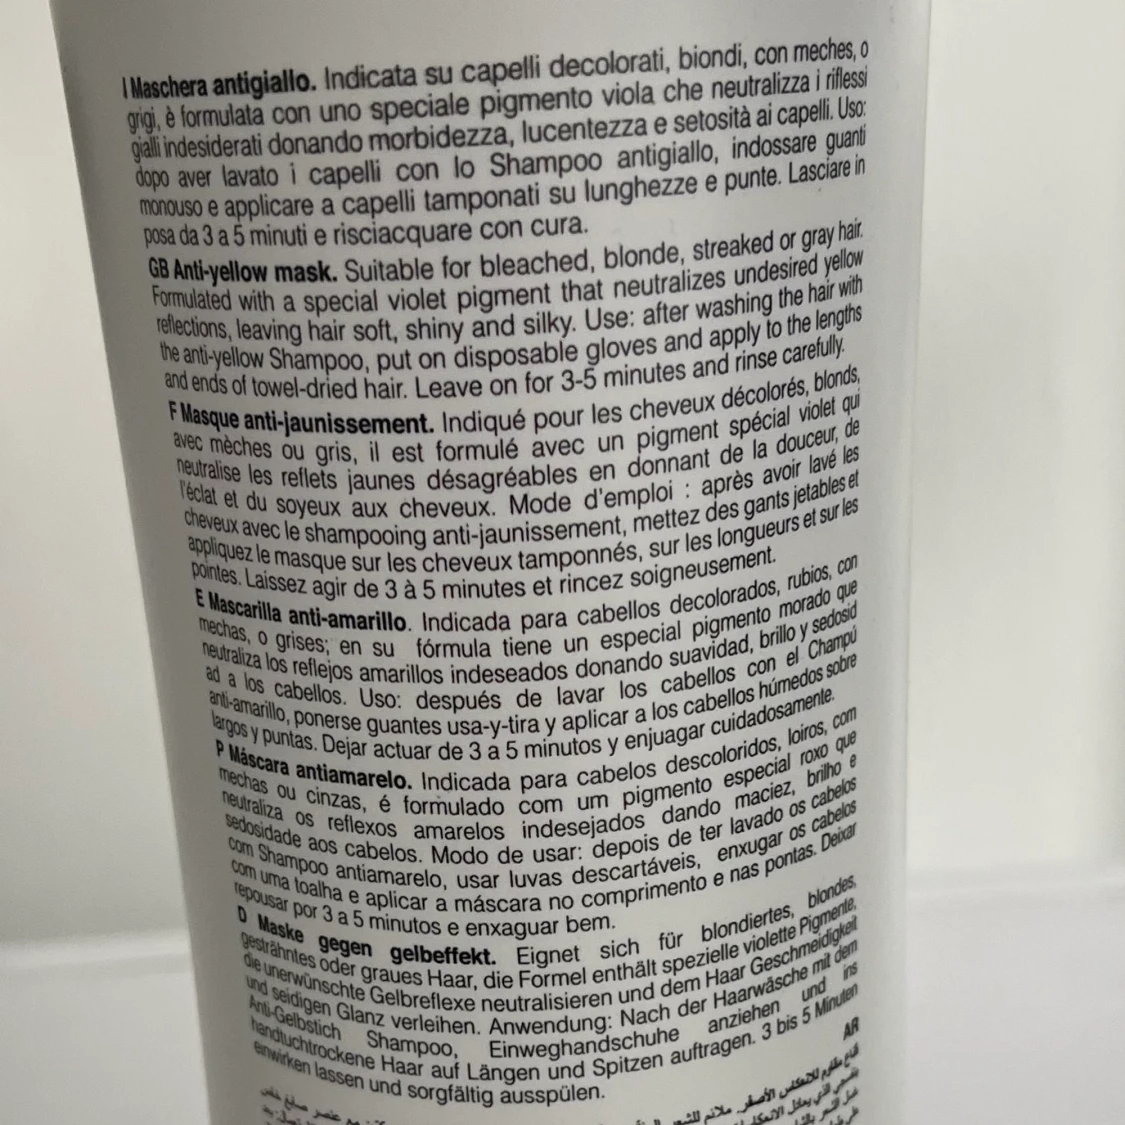 I Maschera antigiallo. Indicata su capelli decolorati, biondi, con meches, o
grigi, è formulata con uno speciale pigmento viola che neutralizza i riflessi
gialli indesiderati donando morbidezza, lucentezza e setosità ai capelli. Uso:
dopo aver lavato i capelli con lo Shampoo antigiallo, indossare guanti
monouso e applicare a capelli tamponati su lunghezze e punte. Lasciare in
posa da 3 a 5 minuti e risciacquare con cura.
GB Anti-yellow mask. Suitable for bleached, blonde, streaked or gray hair.
Formulated with a special violet pigment that neutralizes undesired yellow
reflections, leaving hair soft, shiny and silky. Use: after washing the hair with
the anti-yellow Shampoo, put on disposable gloves and apply to the lengths
and ends of towel-dried hair. Leave on for 3-5 minutes and rinse carefully.
F Masque anti-jaunissement. Indiqué pour les cheveux décolorés, blonds,
avec mèches ou gris, il est formulé avec un pigment spécial violet qui
neutralise les reflets jaunes désagréables en donnant de la douceur, de
l'éclat et du soyeux aux cheveux. Mode d'emploi : après avoir lavé les
cheveux avec le shampooing anti-jaunissement, mettez des gants jetables et
appliquez le masque sur les cheveux tamponnés, sur les longueurs et sur les
pointes. Laissez agir de 3 à 5 minutes et rincez soigneusement.
E Mascarilla anti-amarillo. Indicada para cabellos decolorados, rubios, con
mechas, o grises; en su fórmula tiene un especial pigmento morado que
neutraliza los reflejos amarillos indeseados donando suavidad, brillo y sedosid
ad a los cabellos. Uso: después de lavar los cabellos con el Champú
anti-amarillo, ponerse guantes usa-y-tira y aplicar a los cabellos húmedos sobre
largos y puntas. Dejar actuar de 3 a 5 minutos y enjuagar cuidadosamente.
P Máscara antiamarelo. Indicada para cabelos descoloridos, loiros, com
mechas ou cinzas, é formulado com um pigmento especial roxo que
neutraliza os reflexos amarelos indesejados dando maciez, brilho e
sedosidade aos cabelos. Modo de usar: depois de ter lavado os cabelos
com Shampoo antiamarelo, usar luvas descartáveis, enxugar os cabelos
com uma toalha e aplicar a máscara no comprimento e nas pontas. Deixar
repousar por 3 a 5 minutos e enxaguar bem.
D Maske gegen gelbeffekt. Eignet sich für blondiertes, blondes,
gesträhntes oder graues Haar, die Formel enthält spezielle violette Pigmente,
die unerwünschte Gelbreflexe neutralisieren und dem Haar Geschmeidigkeit
und seidigen Glanz verleihen. Anwendung: Nach der Haarwäsche mit dem
Anti-Gelbstich Shampoo, Einweghandschuhe anziehen und ins
handtuchtrockene Haar auf Längen und Spitzen auftragen. 3 bis 5 Minuten
einwirken lassen und sorgfältig ausspülen.
AR
ملائم للشعر